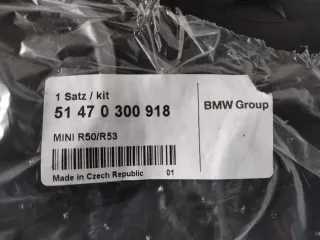 1 Satz / kit
51 47 0 300 918
BMW Group
MINI R50/R53
Made in Czech Republic 01